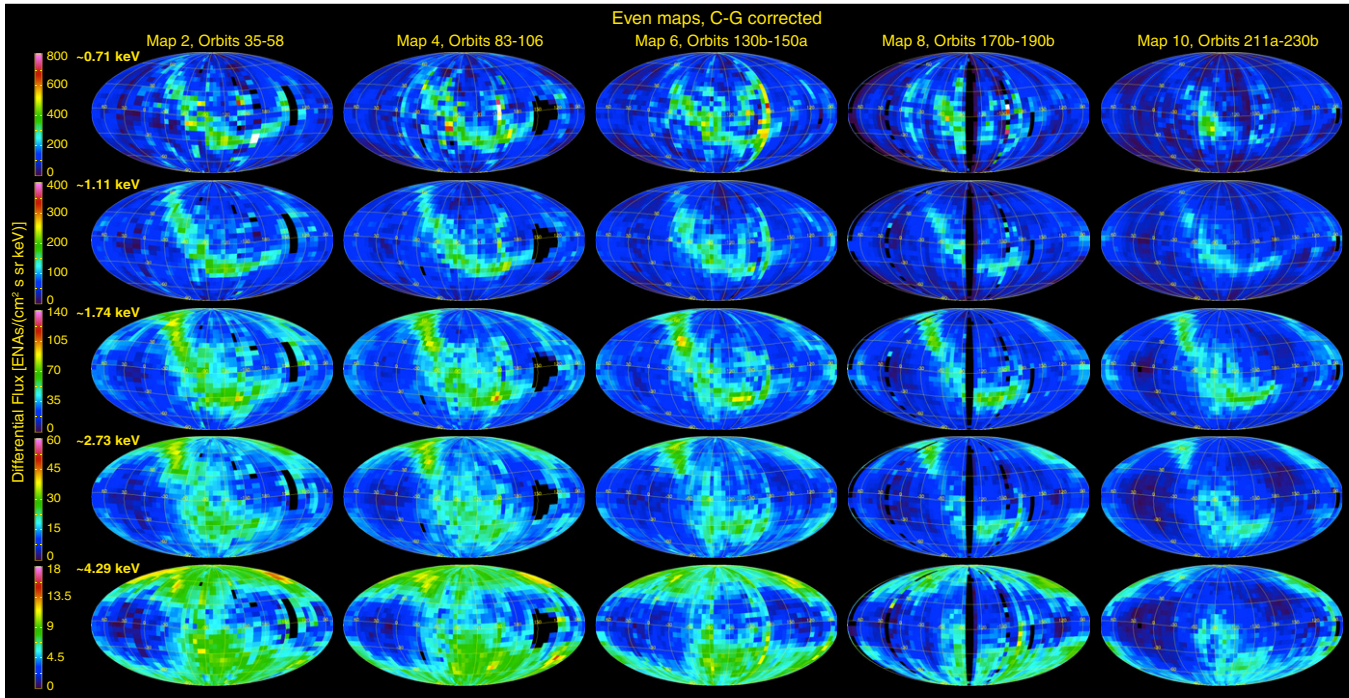 Even maps, C-G corrected
Map 2, Orbits 35-58
Map 4, Orbits 83-106
Map 6, Orbits 130b-150a
Map 8, Orbits 170b-190b
Map 10, Orbits 211a-230b
Differential Flux [ENAs/(cm² s sr keV)]
~0.71 keV
800
600
400
200
0
~1.11 keV
400
300
200
100
0
~1.74 keV
140
105
70
35
0
~2.73 keV
60
45
30
15
0
~4.29 keV
18
13.5
9
4.5
0